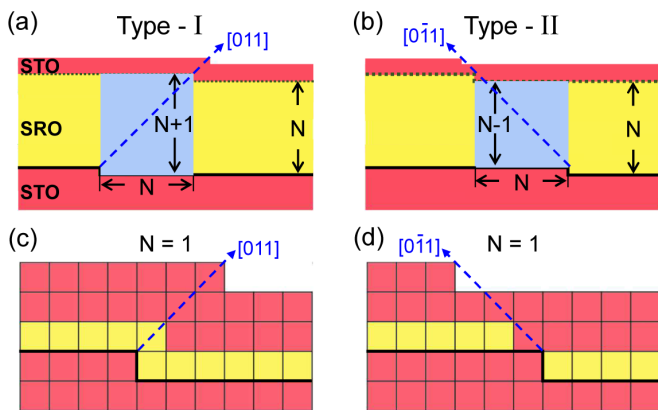 (a) Type - I [011]
(b) [01̄1] Type - II
STO
SRO
STO
N+1
N
N
N-1
N
N
(c) N = 1 [011]
(d) [01̄1] N = 1